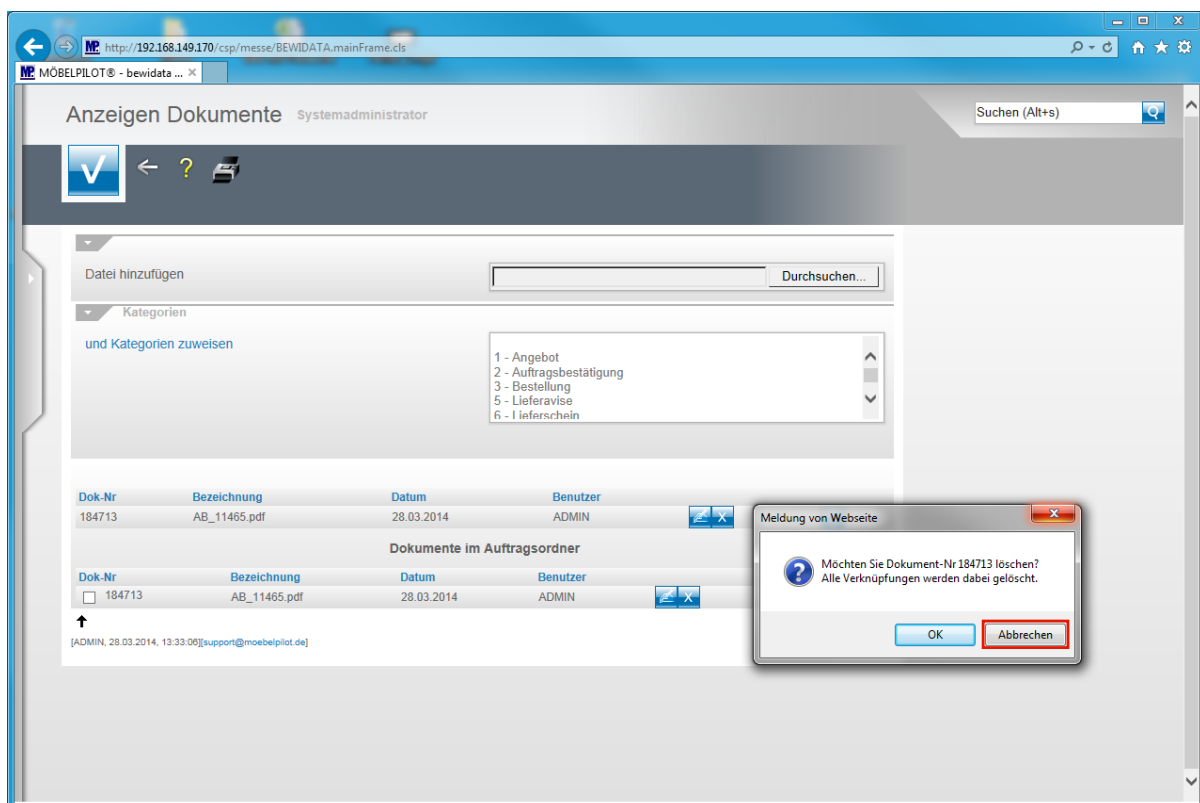 http://192.168.149.170/csp/messe/BEWIDATA.mainFrame.cls
MP MÖBELPILOT® - bewidata ...
Anzeigen Dokumente Systemadministrator
Suchen (Alt+s)
Datei hinzufügen
Durchsuchen...
Kategorien
und Kategorien zuweisen
1 - Angebot
2 - Auftragsbestätigung
3 - Bestellung
5 - Lieferavise
6 - Lieferschein
Dok-Nr Bezeichnung Datum Benutzer
184713 AB_11465.pdf 28.03.2014 ADMIN
Dokumente im Auftragsordner
Dok-Nr Bezeichnung Datum Benutzer
184713 AB_11465.pdf 28.03.2014 ADMIN
[ADMIN, 28.03.2014, 13:33:06][support@moebelpilot.de]
Meldung von Webseite
Möchten Sie Dokument-Nr 184713 löschen?
Alle Verknüpfungen werden dabei gelöscht.
OK Abbrechen